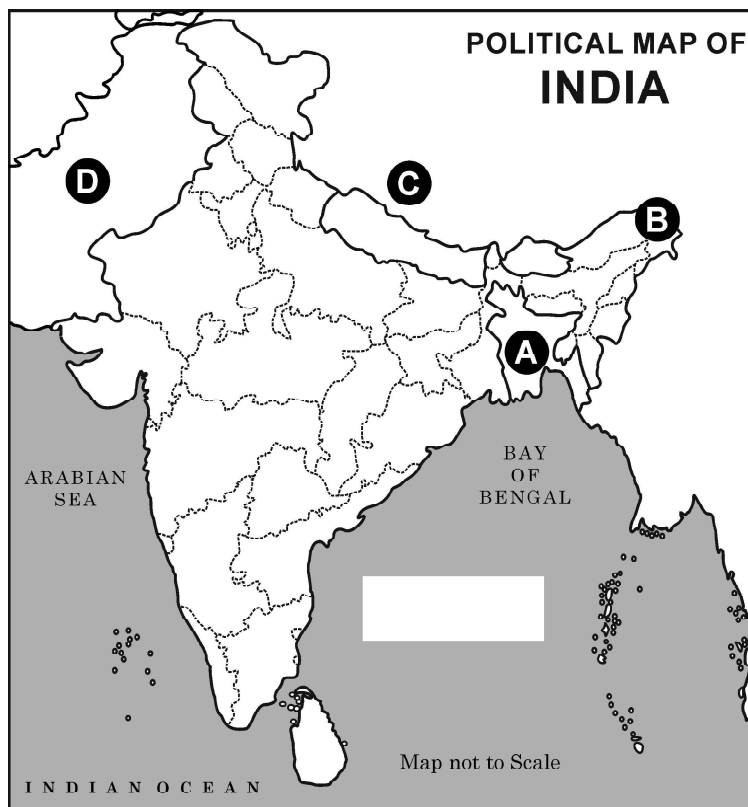 POLITICAL MAP OF
INDIA
D
C
B
A
ARABIAN
SEA
BAY
OF
BENGAL
Map not to Scale
INDIAN OCEAN